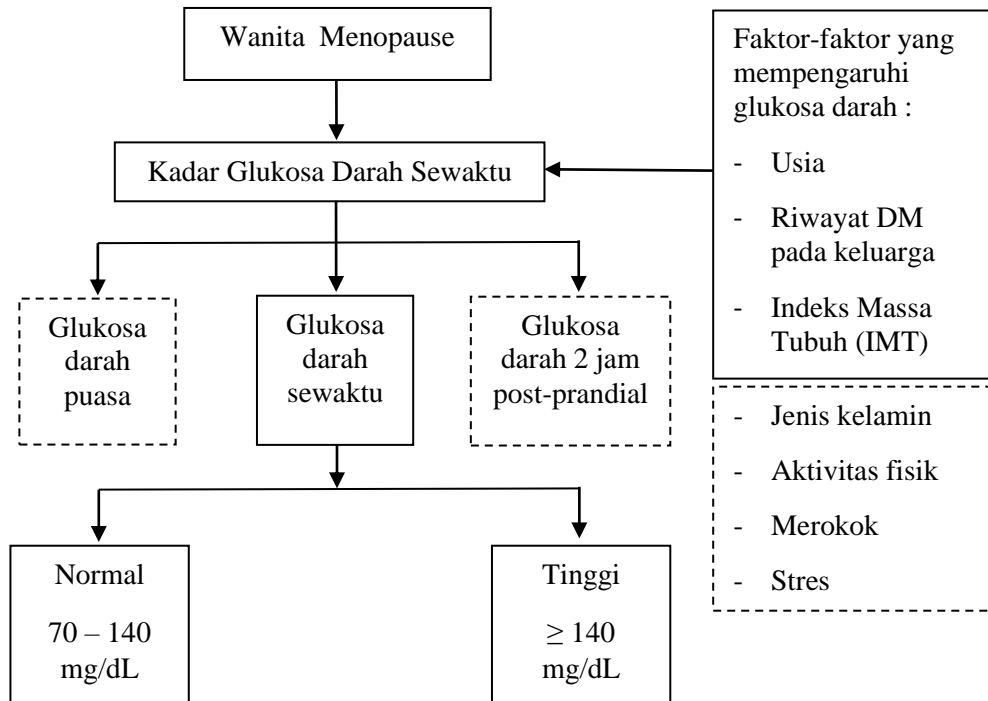 Wanita Menopause
Kadar Glukosa Darah Sewaktu
Glukosa
darah
puasa
Glukosa
darah
sewaktu
Glukosa
darah 2 jam
post-prandial
Normal
70 – 140
mg/dL
Tinggi
≥ 140
mg/dL
Faktor-faktor yang
mempengaruhi
glukosa darah :
- Usia
- Riwayat DM
pada keluarga
- Indeks Massa
Tubuh (IMT)
- Jenis kelamin
- Aktivitas fisik
- Merokok
- Stres